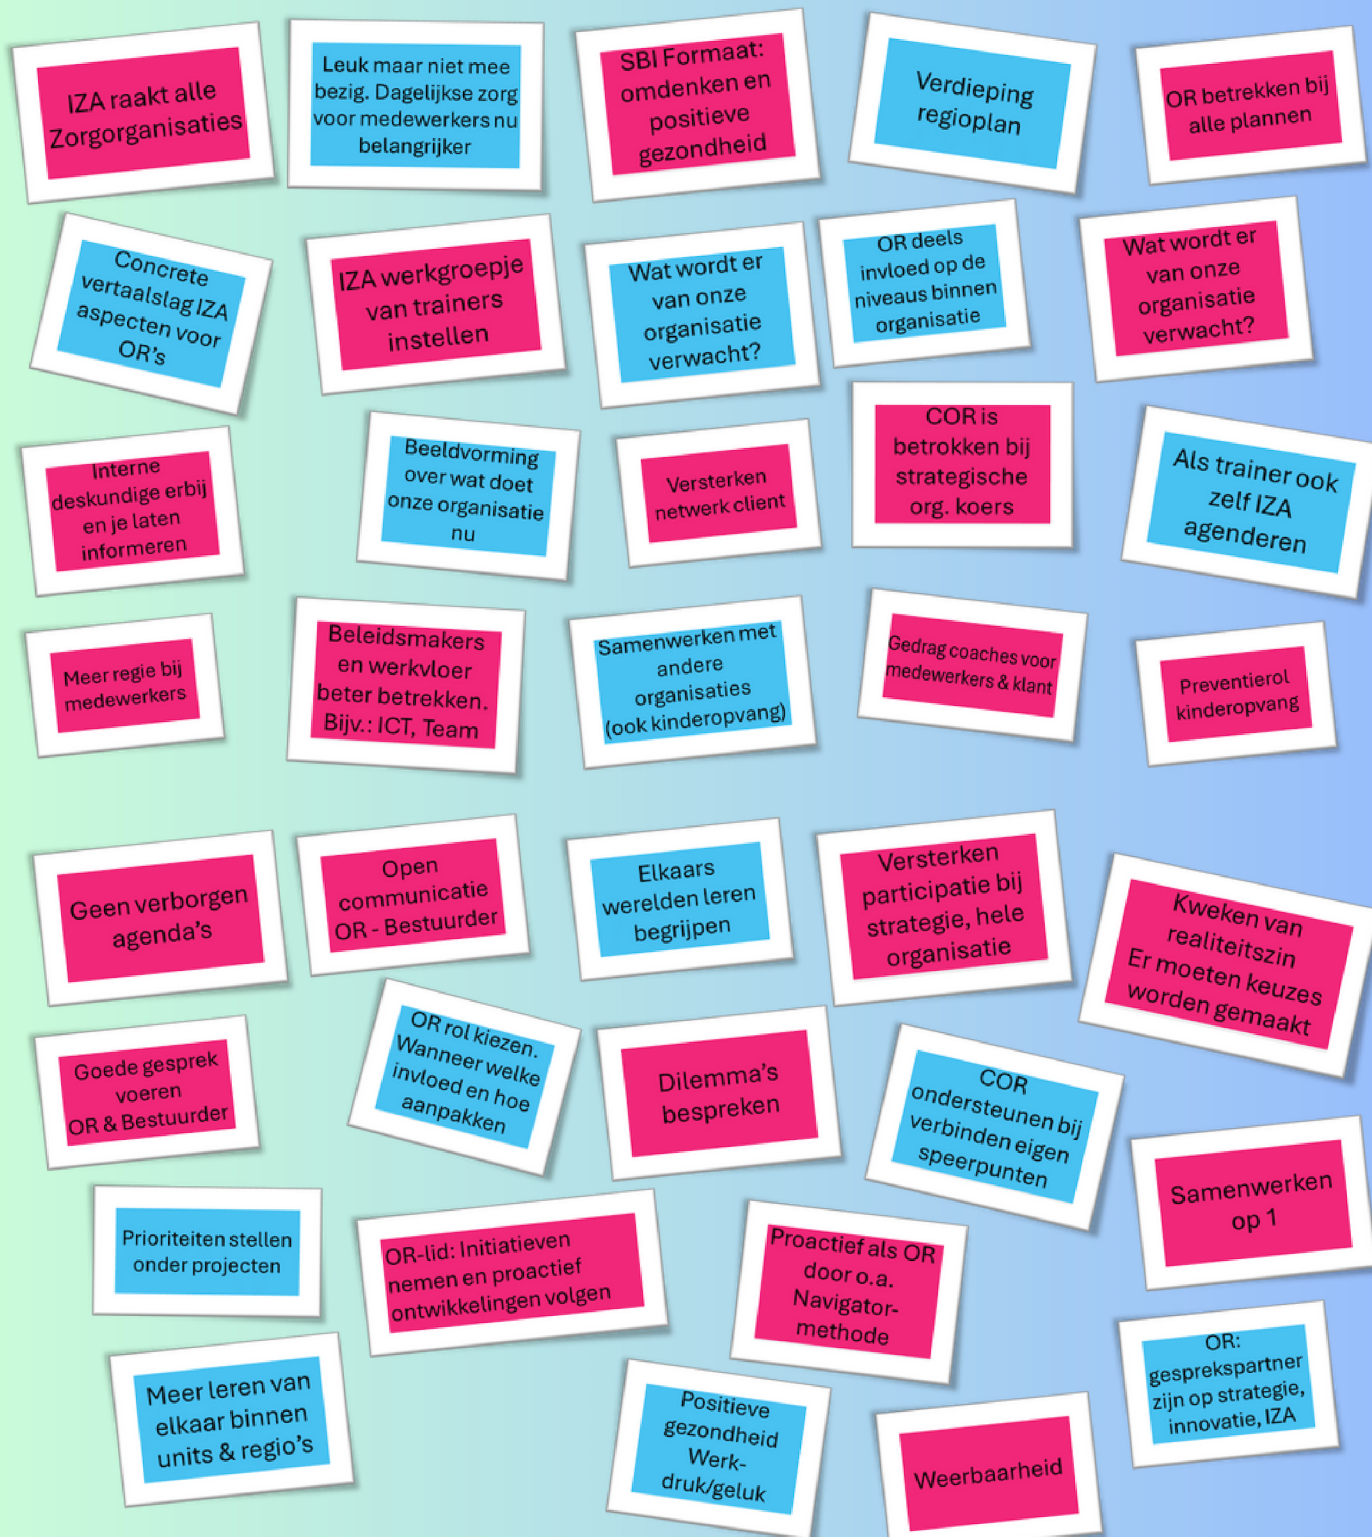 IZA raakt alle
Zorgorganisaties
Leuk maar niet mee
bezig. Dagelijkse zorg
voor medewerkers nu
belangrijker
SBI Formaat:
omdenken en
positieve
gezondheid
Verdieping
regioplan
OR betrekken bij
alle plannen
Concrete
vertaalslag IZA
aspecten voor
OR's
IZA werkgroepje
van trainers
instellen
Wat wordt er
van onze
organisatie
verwacht?
OR deels
invloed op de
niveaus binnen
organisatie
Wat wordt er
van onze
organisatie
verwacht?
Interne
deskundige erbij
en je laten
informeren
Beeldvorming
over wat doet
onze organisatie
nu
Versterken
netwerk client
COR is
betrokken bij
strategische
org. koers
Als trainer ook
zelf IZA
agenderen
Meer regie bij
medewerkers
Beleidsmakers
en werkvloer
beter betrekken.
Bijv.: ICT, Team
Samenwerken met
andere
organisaties
(ook kinderopvang)
Gedrag coaches voor
medewerkers & klant
Preventierol
kinderopvang
Geen verborgen
agenda's
Open
communicatie
OR - Bestuurder
Elkaars
werelden leren
begrijpen
Versterken
participatie bij
strategie, hele
organisatie
Kweken van
realiteitszin
Er moeten keuzes
worden gemaakt
Goede gesprek
voeren
OR & Bestuurder
OR rol kiezen.
Wanneer welke
invloed en hoe
aanpakken
Dilemma's
bespreken
COR
ondersteunen bij
verbinden eigen
speerpunten
Samenwerken
op 1
Prioriteiten stellen
onder projecten
OR-lid: Initiatieven
nemen en proactief
ontwikkelingen volgen
Proactief als OR
door o.a.
Navigator-
methode
OR:
gesprekspartner
zijn op strategie,
innovatie, IZA
Meer leren van
elkaar binnen
units & regio's
Positieve
gezondheid
Werk-
druk/geluk
Weerbaarheid